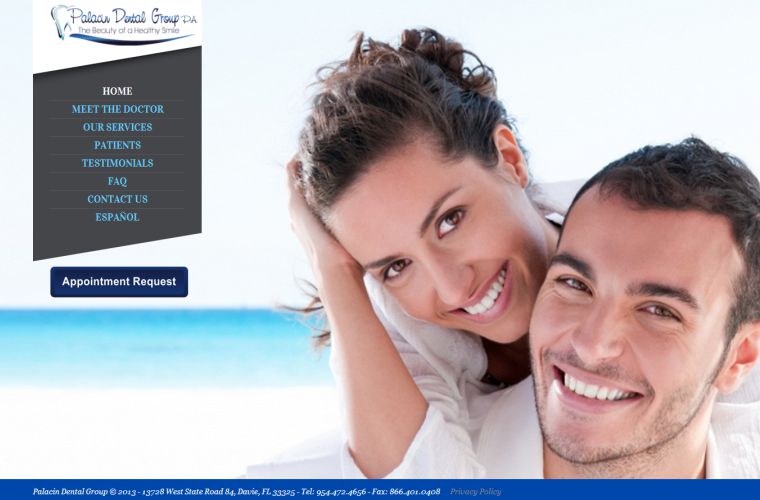 Palacin Dental Group P.A.
The Beauty of a Healthy Smile
HOME
MEET THE DOCTOR
OUR SERVICES
PATIENTS
TESTIMONIALS
FAQ
CONTACT US
ESPAÑOL
Appointment Request
Palacin Dental Group © 2013 - 13728 West State Road 84, Davie, FL 33325 - Tel: 954.472.4656 - Fax: 866.401.0408 Privacy Policy